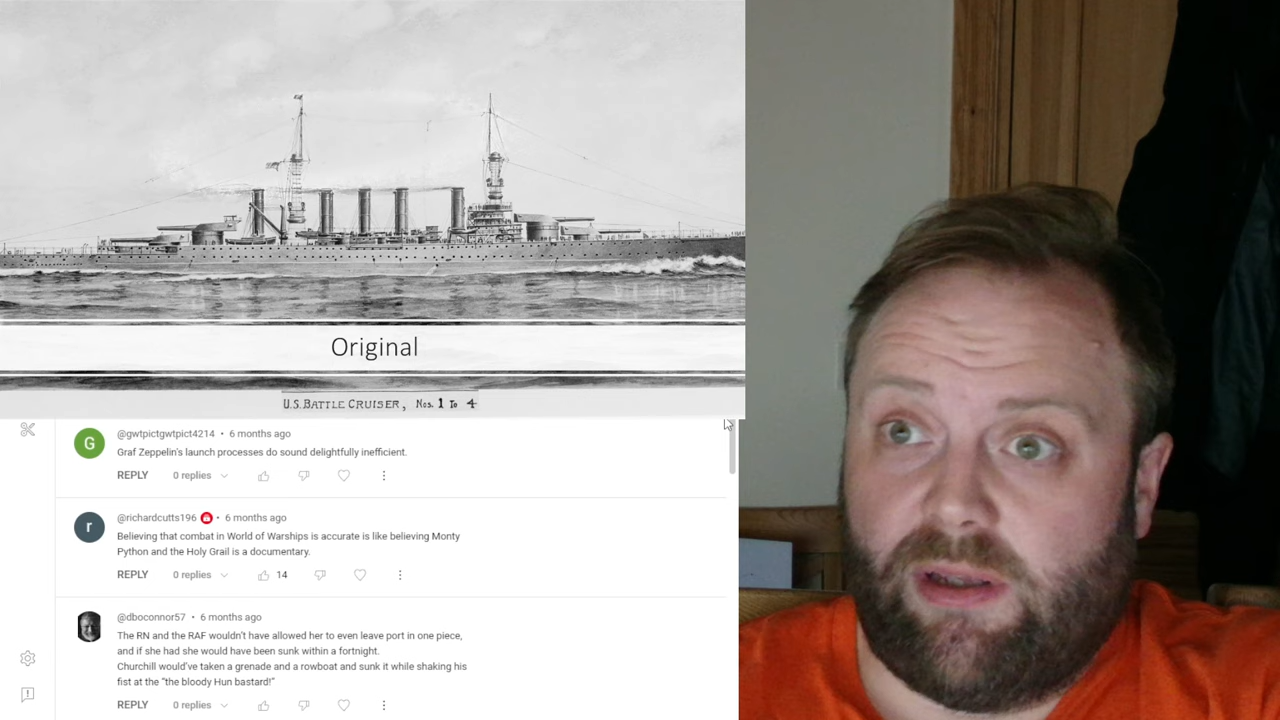 Original
U.S. BATTLE CRUISER, Nos. 1 To 4
G
@gwtpictgwtpict4214 • 6 months ago
Graf Zeppelin's launch processes do sound delightfully inefficient.
REPLY 0 replies
r
@richardcutts196 • 6 months ago
Believing that combat in World of Warships is accurate is like believing Monty
Python and the Holy Grail is a documentary.
REPLY 0 replies 14
@dboconnor57 • 6 months ago
The RN and the RAF wouldn't have allowed her to even leave port in one piece,
and if she had she would have been sunk within a fortnight.
Churchill would've taken a grenade and a rowboat and sunk it while shaking his
fist at the “the bloody Hun bastard!”
REPLY 0 replies